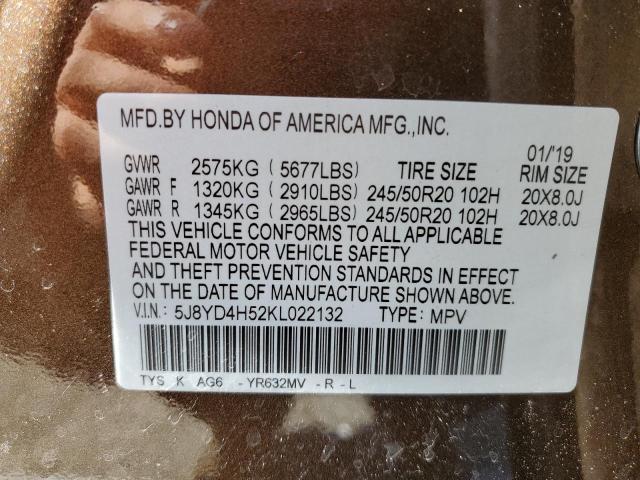 MFD.BY HONDA OF AMERICA MFG.,INC.
01/'19
GVWR 2575KG ( 5677LBS) TIRE SIZE RIM SIZE
GAWR F 1320KG ( 2910LBS) 245/50R20 102H 20X8.0J
GAWR R 1345KG ( 2965LBS) 245/50R20 102H 20X8.0J
THIS VEHICLE CONFORMS TO ALL APPLICABLE
FEDERAL MOTOR VEHICLE SAFETY
AND THEFT PREVENTION STANDARDS IN EFFECT
ON THE DATE OF MANUFACTURE SHOWN ABOVE.
V.I.N.: 5J8YD4H52KL022132 TYPE: MPV
TYS K AG6 - YR632MV - R - L